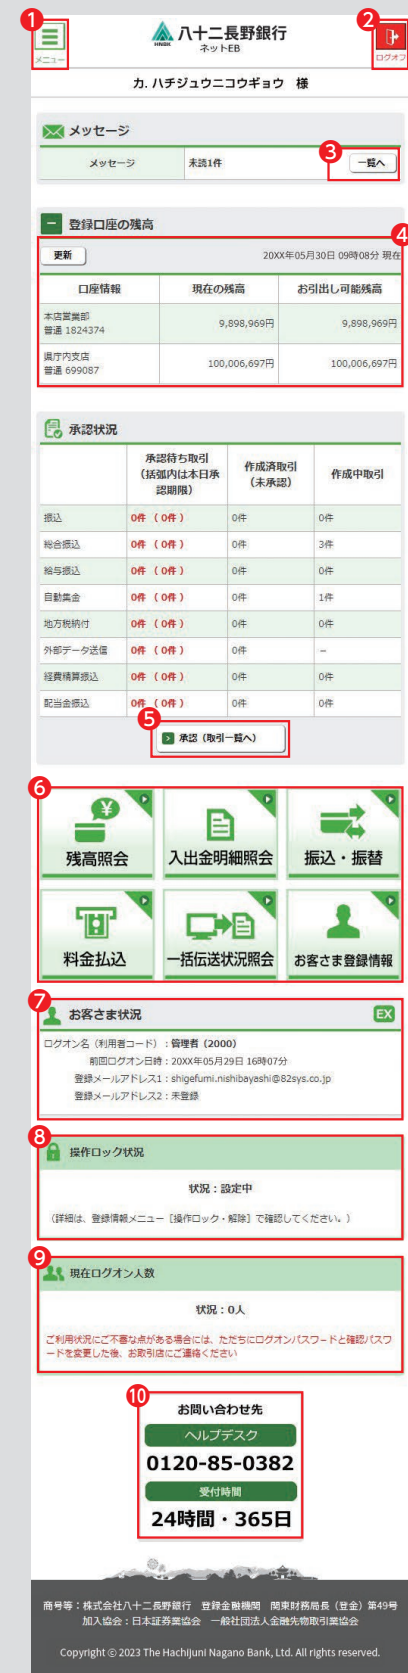 1
2
メニュー
HNBK
八十二長野銀行
ネットEB
ログオフ
カ. ハチジュウニコウギョウ 様
メッセージ
3
メッセージ 未読1件 一覧へ
登録口座の残高
4
更新 20XX年05月30日 09時08分 現在
口座情報 現在の残高 お引出し可能残高
本店営業部
普通 1824374 9,898,969円 9,898,969円
県庁内支店
普通 699087 100,006,697円 100,006,697円
承認状況
承認待ち取引
(括弧内は本日承
認期限)
作成済取引
(未承認)
作成中取引
振込 0件 ( 0件 ) 0件 0件
総合振込 0件 ( 0件 ) 0件 3件
給与振込 0件 ( 0件 ) 0件 0件
自動集金 0件 ( 0件 ) 0件 1件
地方税納付 0件 ( 0件 ) 0件 0件
外部データ送信 0件 ( 0件 ) 0件 −
経費精算振込 0件 ( 0件 ) 0件 0件
配当金振込 0件 ( 0件 ) 0件 0件
5
承認(取引一覧へ)
6
残高照会 入出金明細照会 振込・振替
料金払込 一括伝送状況照会 お客さま登録情報
7
お客さま状況 EX
ログオン名(利用者コード):管理者(2000)
前回ログオン日時:20XX年05月29日 16時07分
登録メールアドレス1:shigefumi.nishibayashi@82sys.co.jp
登録メールアドレス2:未登録
8
操作ロック状況
状況:設定中
(詳細は、登録情報メニュー[操作ロック・解除]で確認してください。)
9
現在ログオン人数
状況:0人
ご利用状況にご不審な点がある場合には、ただちにログオンパスワードと確認パスワ
ードを変更した後、お取引店にご連絡ください
10
お問い合わせ先
ヘルプデスク
0120-85-0382
受付時間
24時間・365日
商号等:株式会社八十二長野銀行 登録金融機関 関東財務局長(登金)第49号
加入協会:日本証券業協会 一般社団法人金融先物取引業協会
Copyright © 2023 The Hachijuni Nagano Bank, Ltd. All rights reserved.